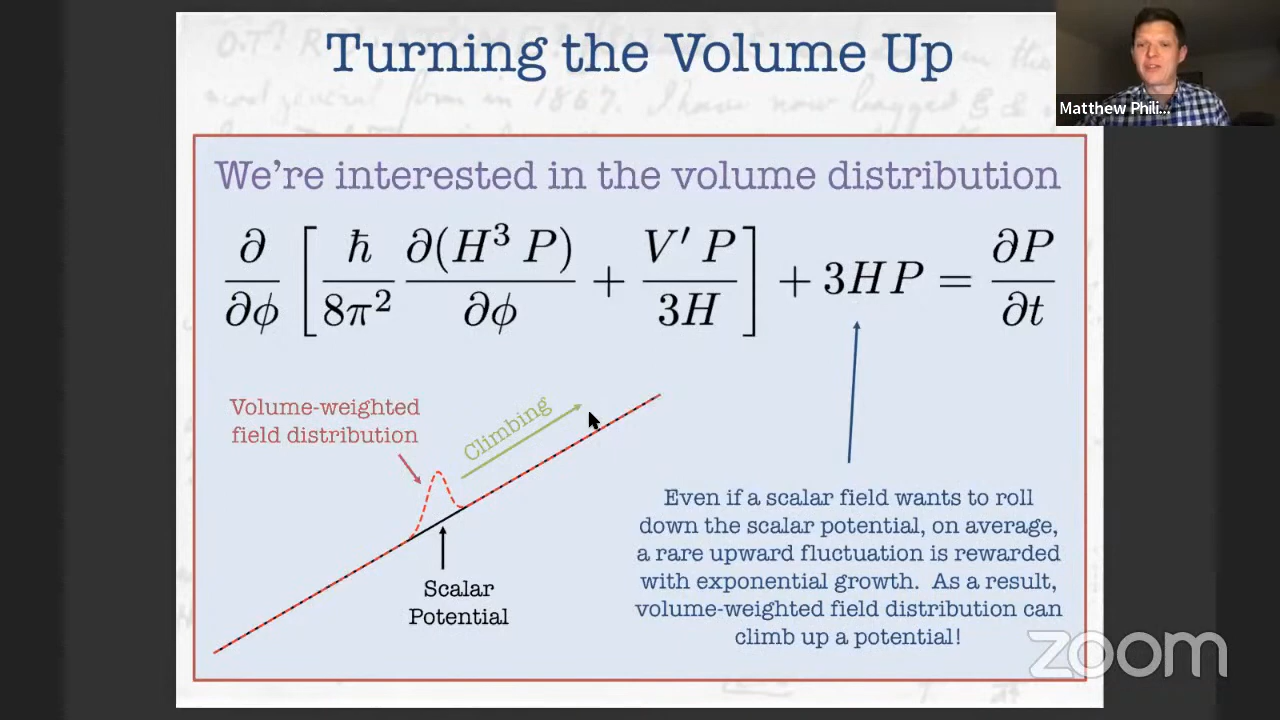 Turning the Volume Up
Matthew Phili...
We're interested in the volume distribution
∂/∂ϕ [ ħ/8π² ∂(H³ P)/∂ϕ + V′ P/3H ] + 3HP = ∂P/∂t
Volume-weighted
field distribution
Climbing
Scalar
Potential
Even if a scalar field wants to roll
down the scalar potential, on average,
a rare upward fluctuation is rewarded
with exponential growth. As a result,
volume-weighted field distribution can
climb up a potential!
zoom